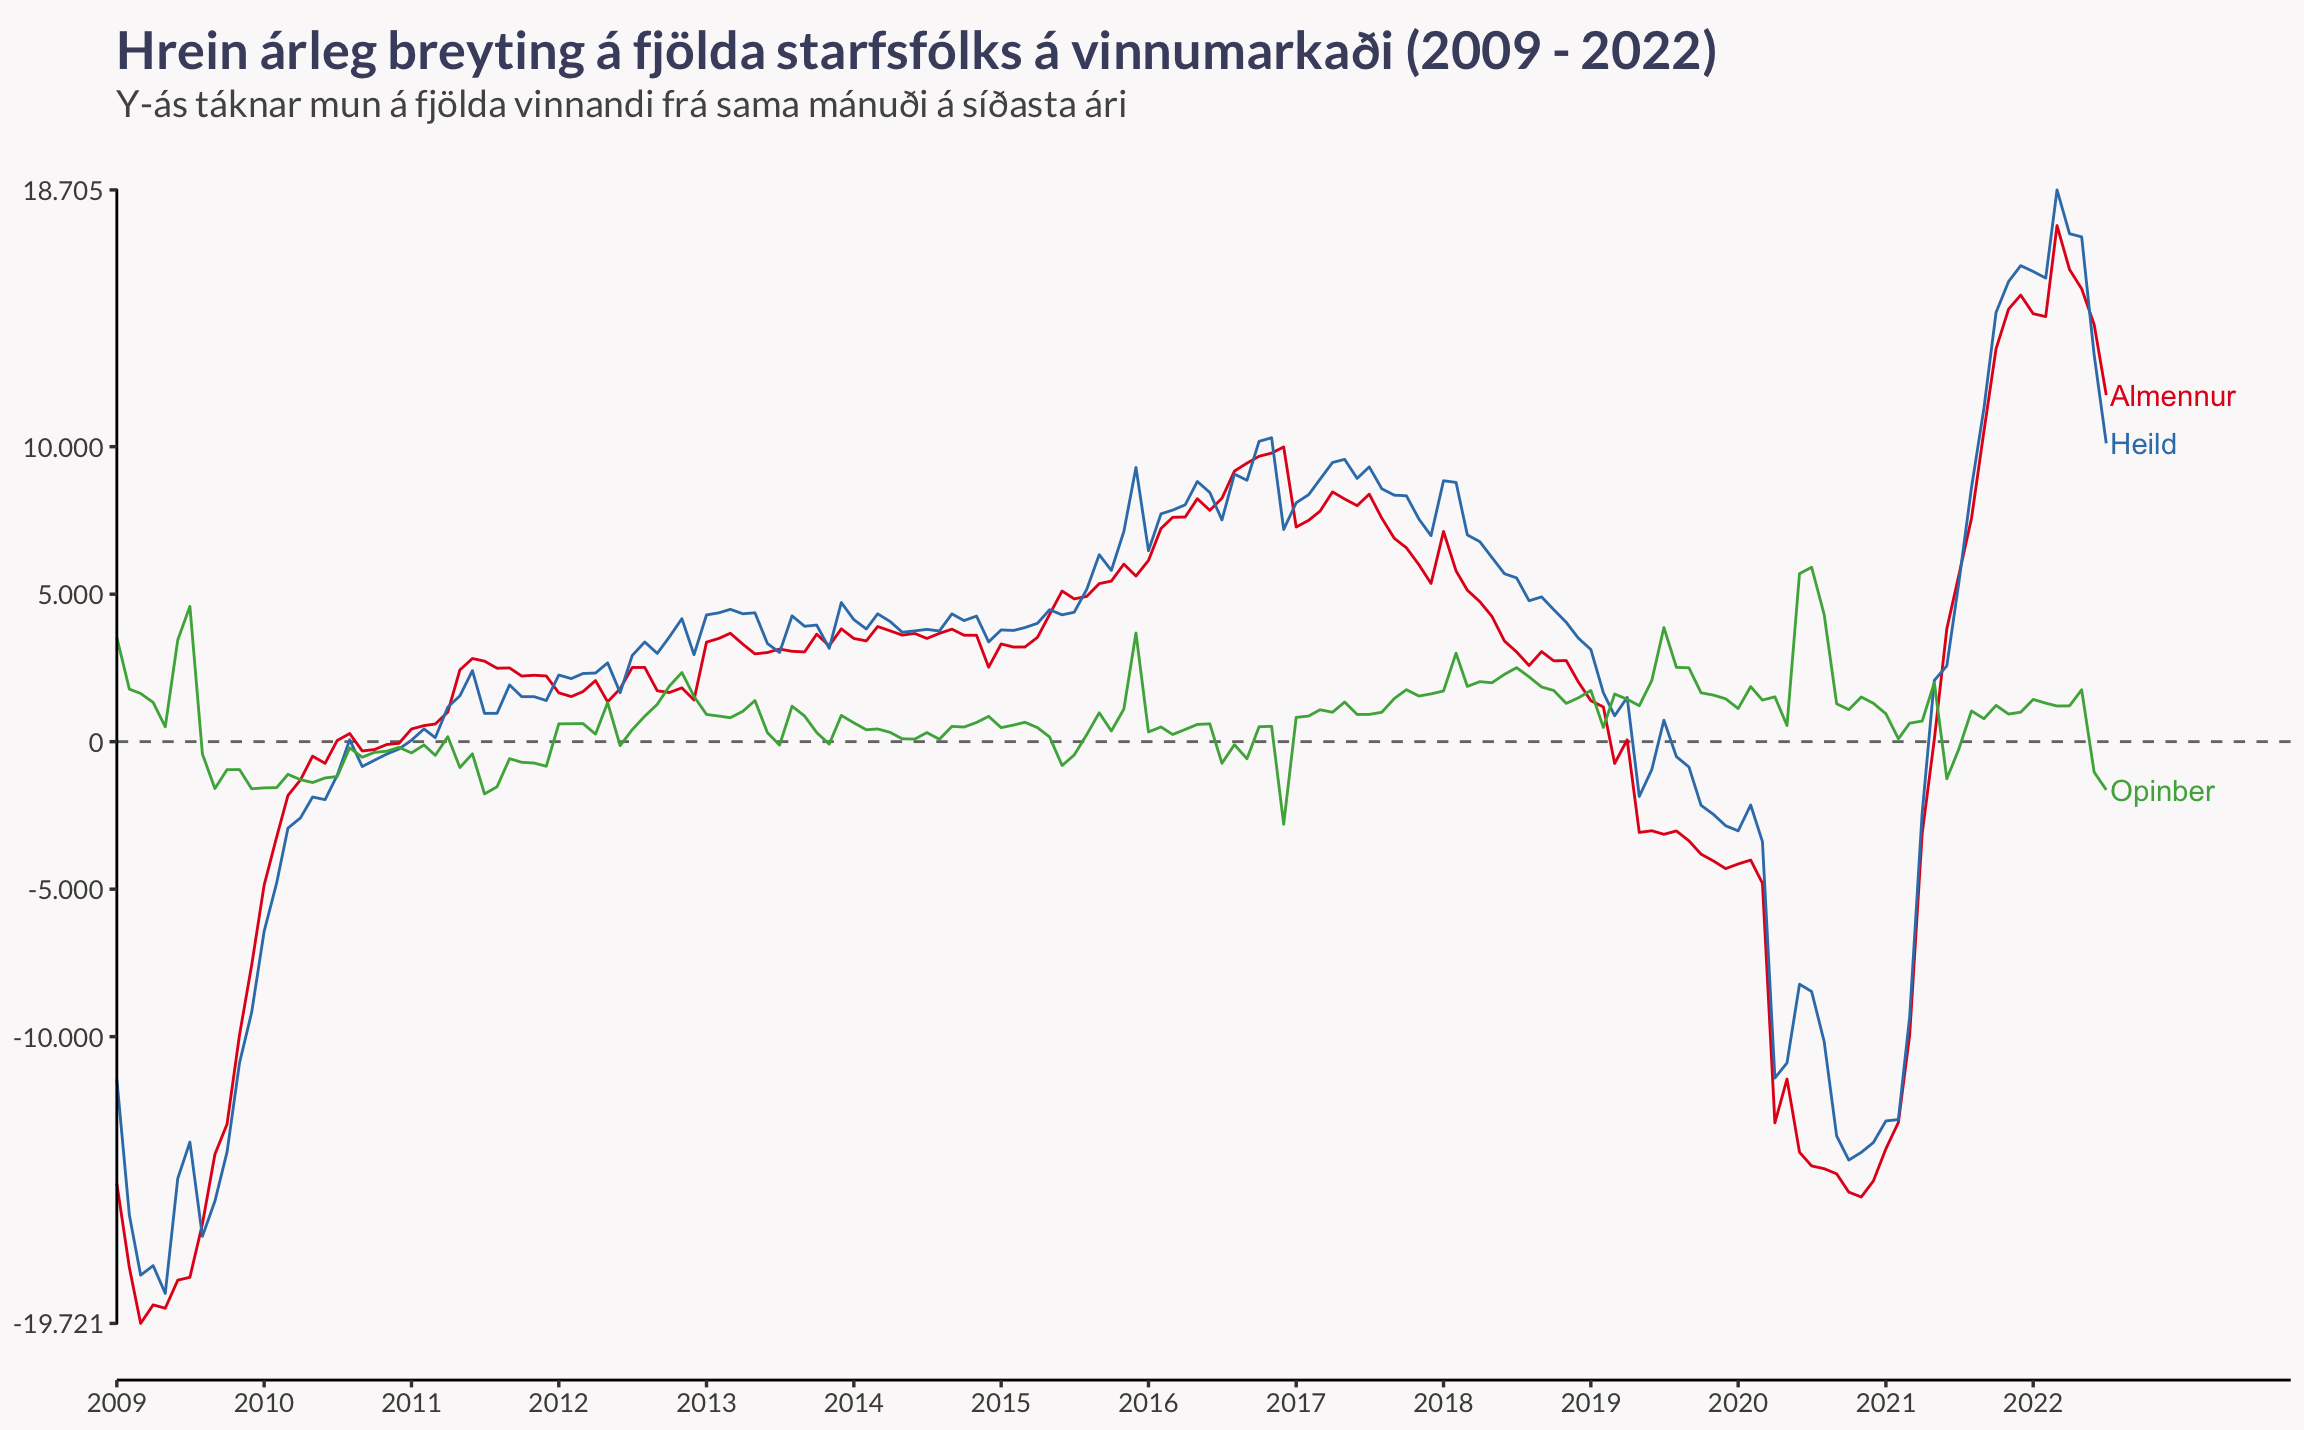 Hrein árleg breyting á fjölda starfsfólks á vinnumarkaði (2009 - 2022)
Y-ás táknar mun á fjölda vinnandi frá sama mánuði á síðasta ári
18.705
10.000
5.000
0
-5.000
-10.000
-19.721
Almennur
Heild
Opinber
2009 2010 2011 2012 2013 2014 2015 2016 2017 2018 2019 2020 2021 2022